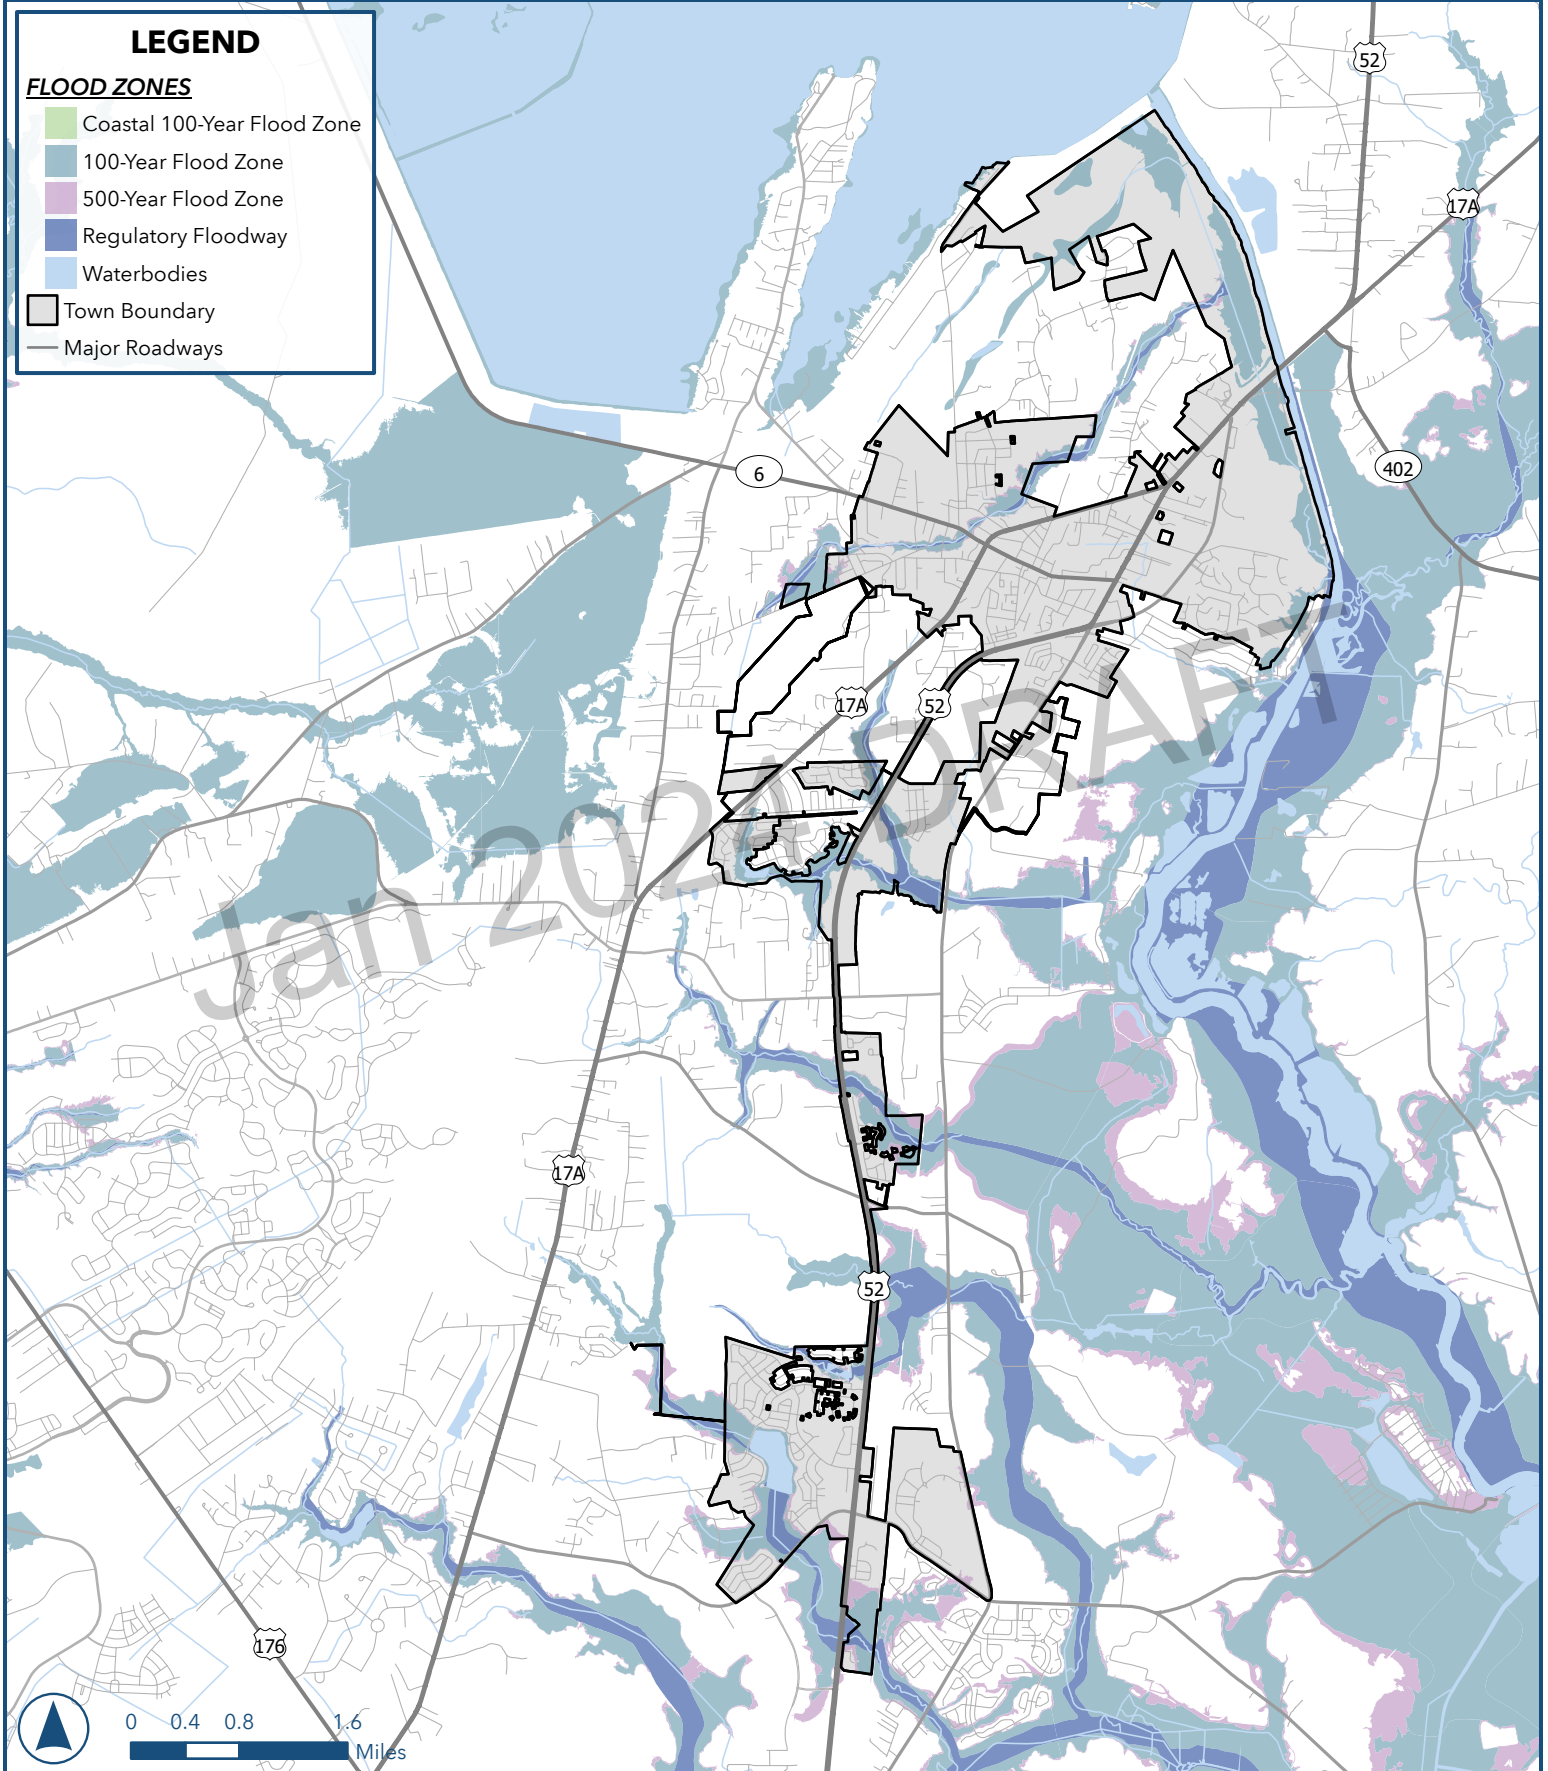 LEGEND
FLOOD ZONES
Coastal 100-Year Flood Zone
100-Year Flood Zone
500-Year Flood Zone
Regulatory Floodway
Waterbodies
Town Boundary
Major Roadways
52
17A
6
402
17A
52
Jan 2024 DRAFT
17A
52
176
0 0.4 0.8 1.6
Miles